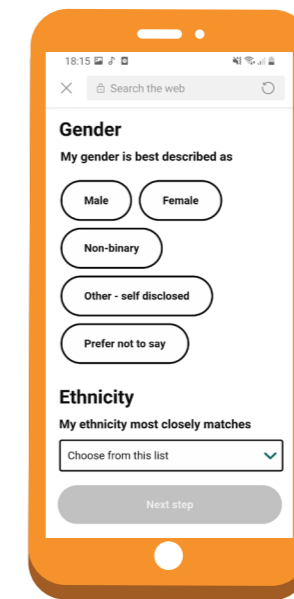 18:15
Search the web
Gender
My gender is best described as
Male Female
Non-binary
Other - self disclosed
Prefer not to say
Ethnicity
My ethnicity most closely matches
Choose from this list
Next step